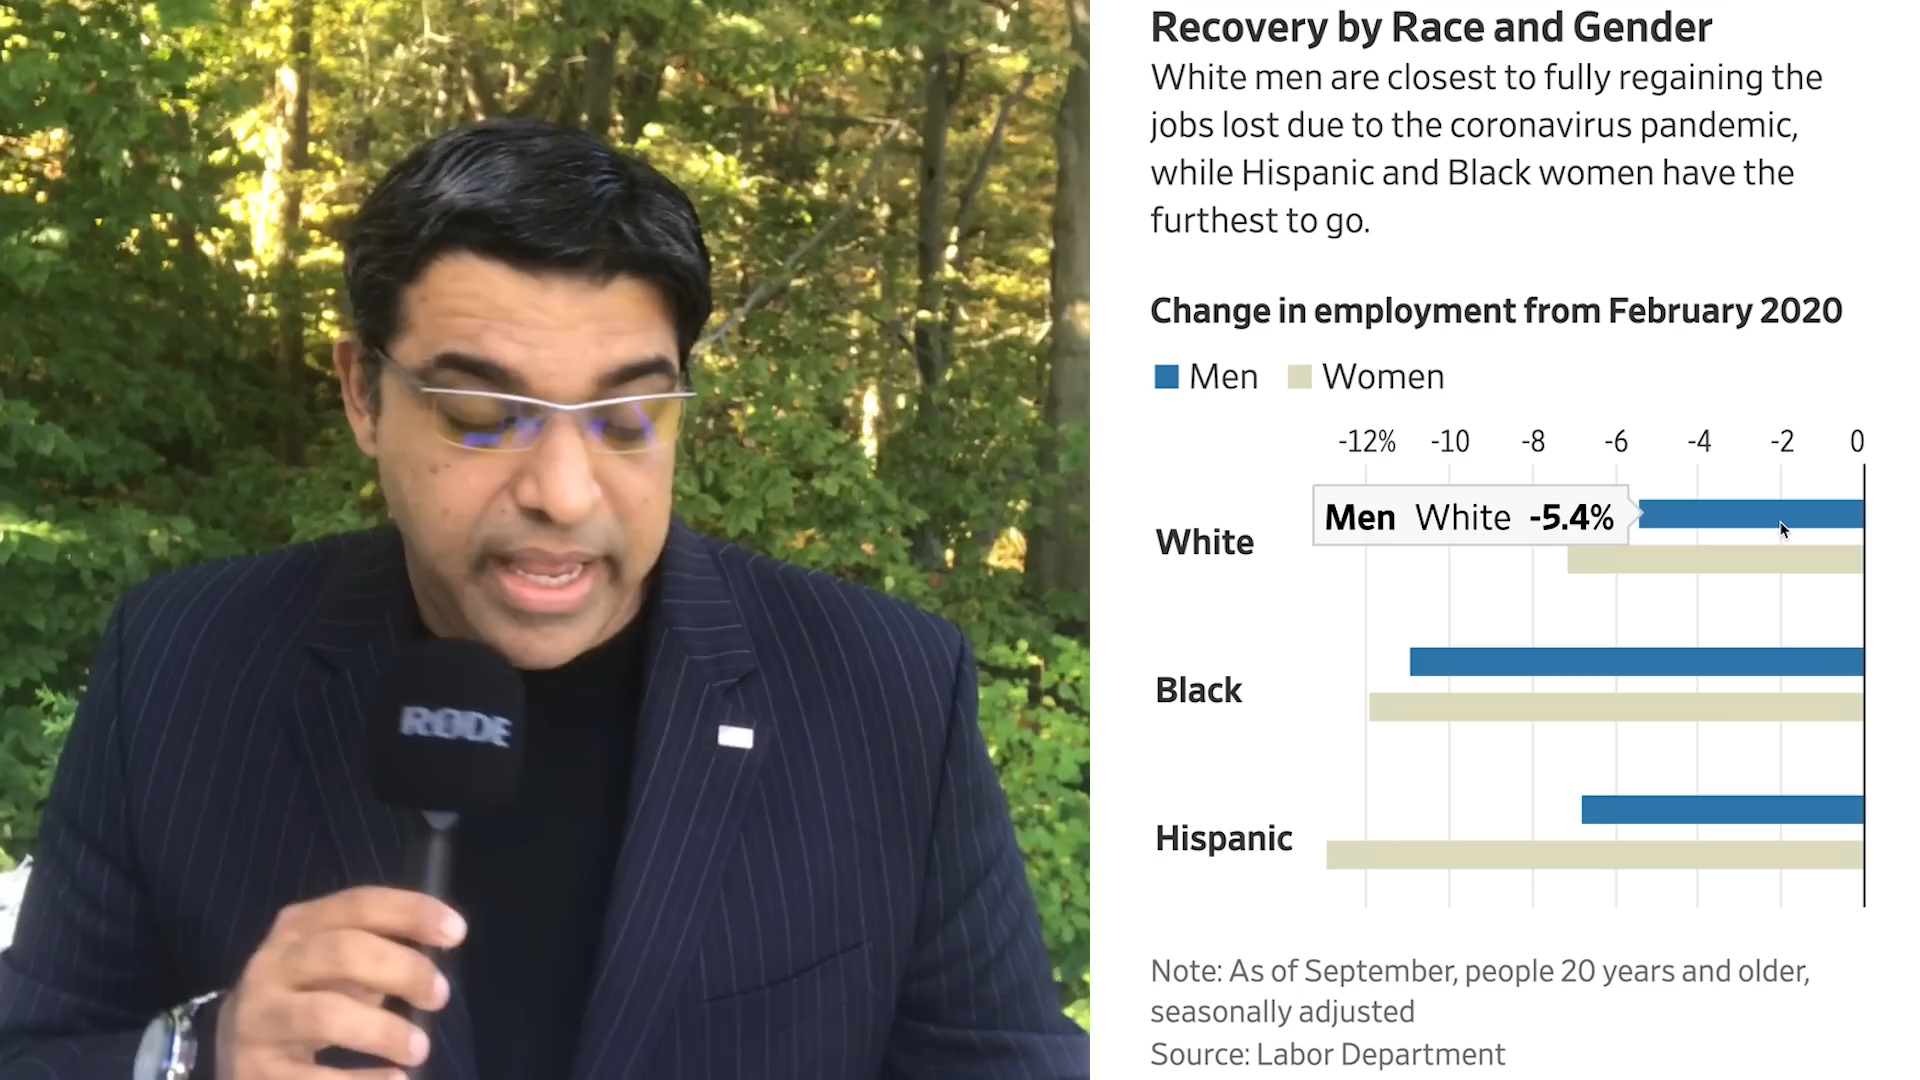 RODE
Recovery by Race and Gender
White men are closest to fully regaining the
jobs lost due to the coronavirus pandemic,
while Hispanic and Black women have the
furthest to go.
Change in employment from February 2020
Men Women
-12% -10 -8 -6 -4 -2 0
Men White -5.4%
White
Black
Hispanic
Note: As of September, people 20 years and older,
seasonally adjusted
Source: Labor Department